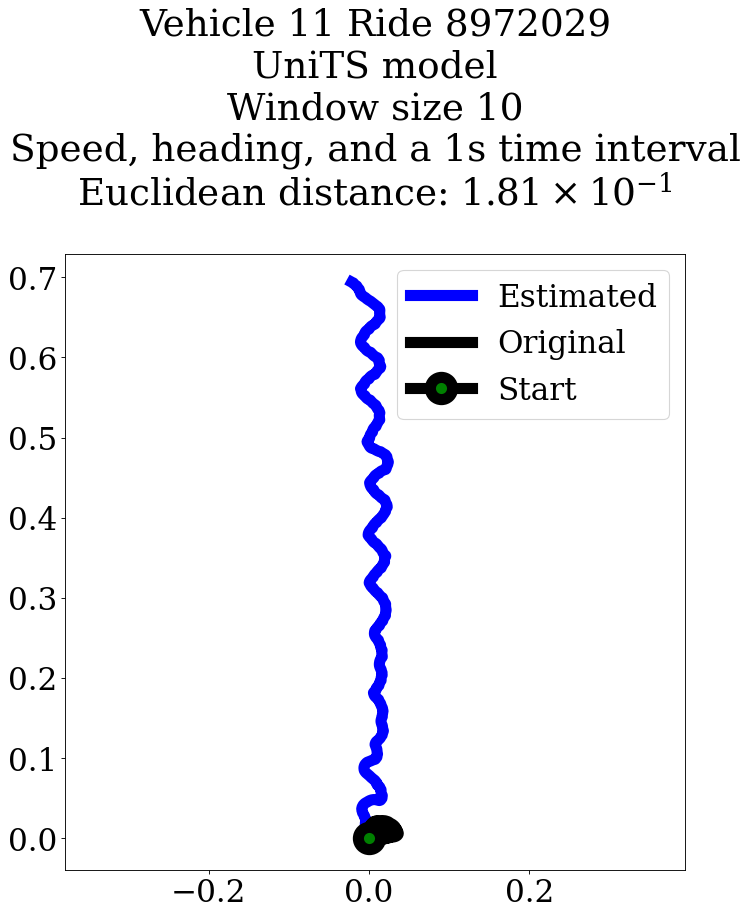 Vehicle 11 Ride 8972029
UniTS model
Window size 10
Speed, heading, and a 1s time interval
Euclidean distance: 1.81 × 10⁻¹
Estimated
Original
Start
0.7
0.6
0.5
0.4
0.3
0.2
0.1
0.0
−0.2 0.0 0.2